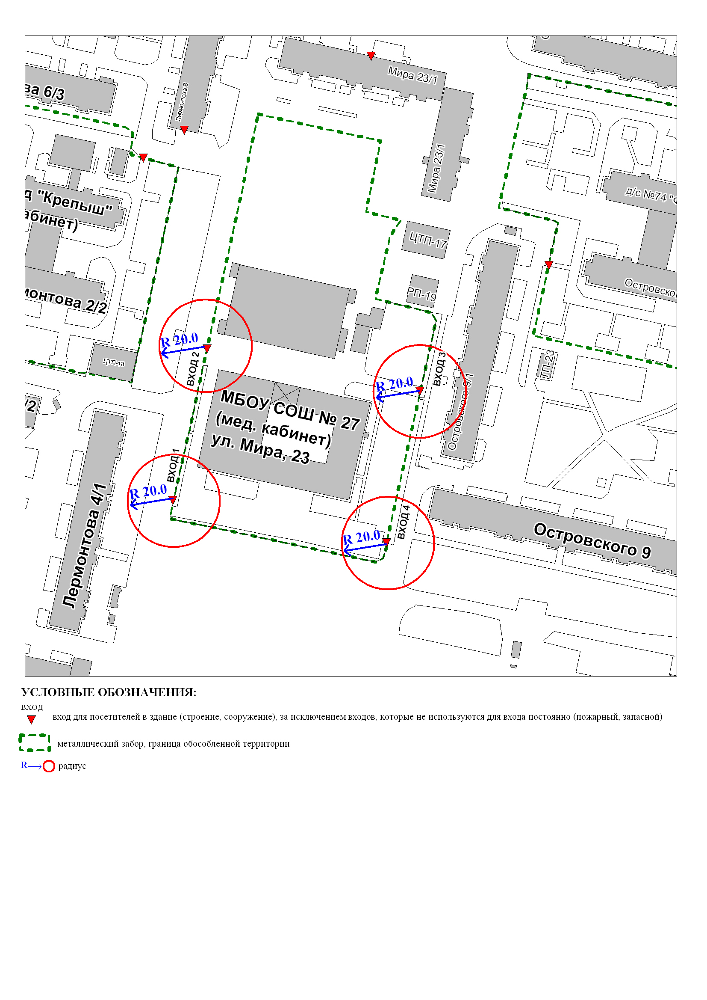 Мира 23/1
ва 6/3
Лермонтова 6
Мира 23/1
д "Крепыш"
абинет)
д/с №74 "Ф
ЦТП-17
РП-19
Островско
монтова 2/2
R 20.0
ВХОД 2
ЦТП-18
ВХОД 3
R 20.0
ТП-23
Островского 9/1
/2
МБОУ СОШ № 27
(мед. кабинет)
ул. Мира, 23
ВХОД 1
R 20.0
Лермонтова 4/1
ВХОД 4
R 20.0
Островского 9
УСЛОВНЫЕ ОБОЗНАЧЕНИЯ:
ВХОД
вход для посетителей в здание (строение, сооружение), за исключением входов, которые не используются для входа постоянно (пожарный, запасной)
металлический забор, граница обособленной территории
R радиус